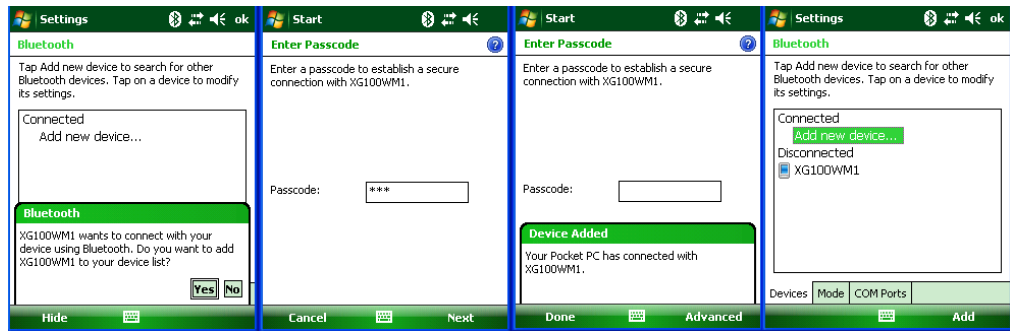 Settings
ok
Bluetooth
Tap Add new device to search for other
Bluetooth devices. Tap on a device to modify
its settings.
Connected
Add new device...
Bluetooth
XG100WM1 wants to connect with your
device using Bluetooth. Do you want to add
XG100WM1 to your device list?
Yes No
Hide
Start
Enter Passcode
?
Enter a passcode to establish a secure
connection with XG100WM1.
Passcode: ***
Cancel Next
Start
Enter Passcode
?
Enter a passcode to establish a secure
connection with XG100WM1.
Passcode:
Device Added
Your Pocket PC has connected with
XG100WM1.
Done Advanced
Settings
ok
Bluetooth
Tap Add new device to search for other
Bluetooth devices. Tap on a device to modify
its settings.
Connected
Add new device...
Disconnected
XG100WM1
Devices Mode COM Ports
Add